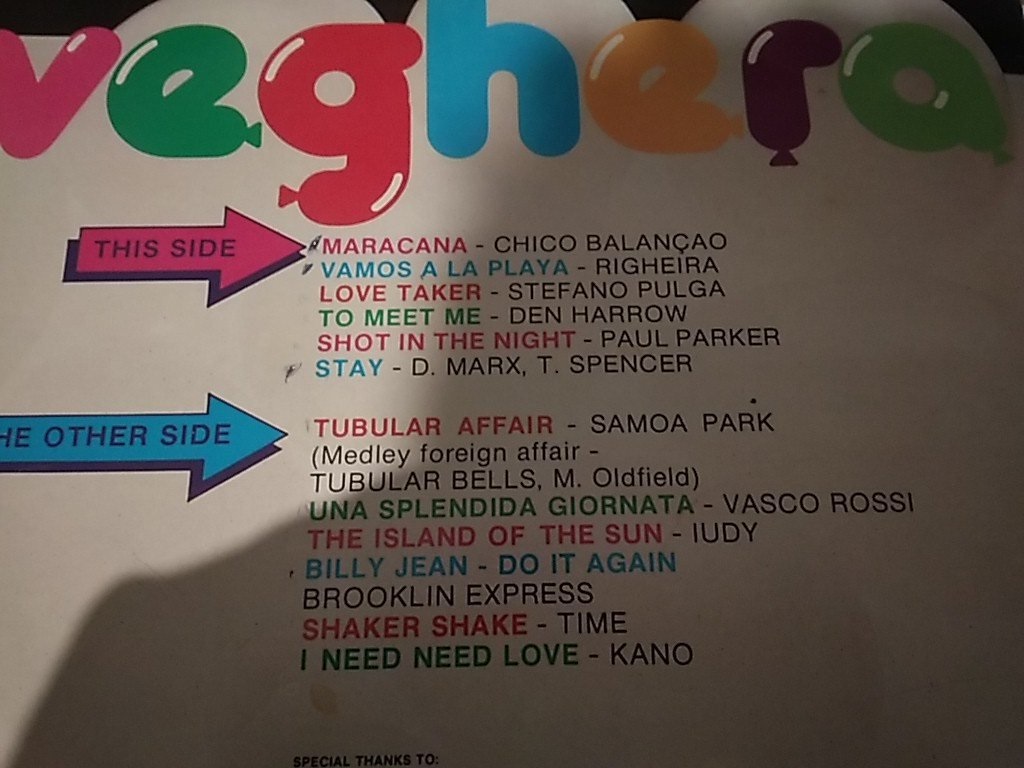 veghera
THIS SIDE
MARACANA - CHICO BALANÇAO
VAMOS A LA PLAYA - RIGHEIRA
LOVE TAKER - STEFANO PULGA
TO MEET ME - DEN HARROW
SHOT IN THE NIGHT - PAUL PARKER
STAY - D. MARX, T. SPENCER
HE OTHER SIDE
TUBULAR AFFAIR - SAMOA PARK
(Medley foreign affair -
TUBULAR BELLS, M. Oldfield)
UNA SPLENDIDA GIORNATA - VASCO ROSSI
THE ISLAND OF THE SUN - IUDY
BILLY JEAN - DO IT AGAIN
BROOKLIN EXPRESS
SHAKER SHAKE - TIME
I NEED NEED LOVE - KANO
SPECIAL THANKS TO: